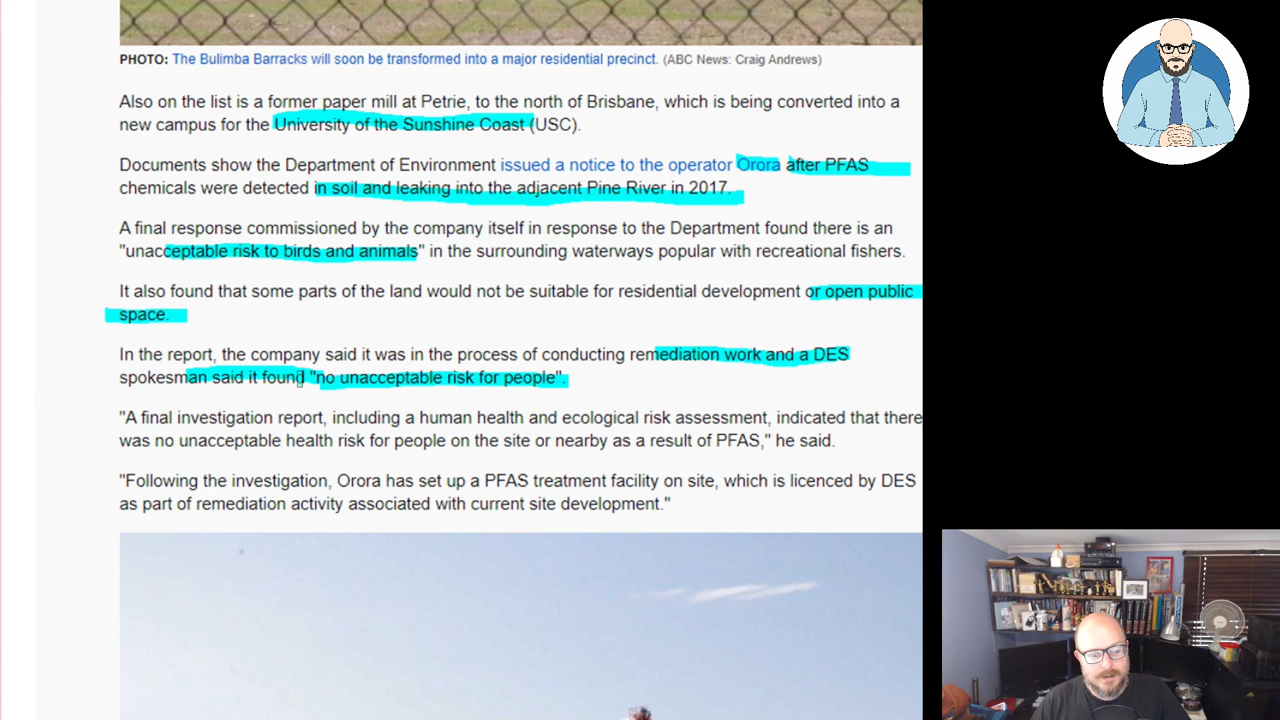 PHOTO: The Bulimba Barracks will soon be transformed into a major residential precinct. (ABC News: Craig Andrews)
Also on the list is a former paper mill at Petrie, to the north of Brisbane, which is being converted into a
new campus for the University of the Sunshine Coast (USC).
Documents show the Department of Environment issued a notice to the operator Orora after PFAS
chemicals were detected in soil and leaking into the adjacent Pine River in 2017.
A final response commissioned by the company itself in response to the Department found there is an
"unacceptable risk to birds and animals" in the surrounding waterways popular with recreational fishers.
It also found that some parts of the land would not be suitable for residential development or open public
space.
In the report, the company said it was in the process of conducting remediation work and a DES
spokesman said it found "no unacceptable risk for people".
"A final investigation report, including a human health and ecological risk assessment, indicated that there
was no unacceptable health risk for people on the site or nearby as a result of PFAS," he said.
"Following the investigation, Orora has set up a PFAS treatment facility on site, which is licenced by DES
as part of remediation activity associated with current site development."